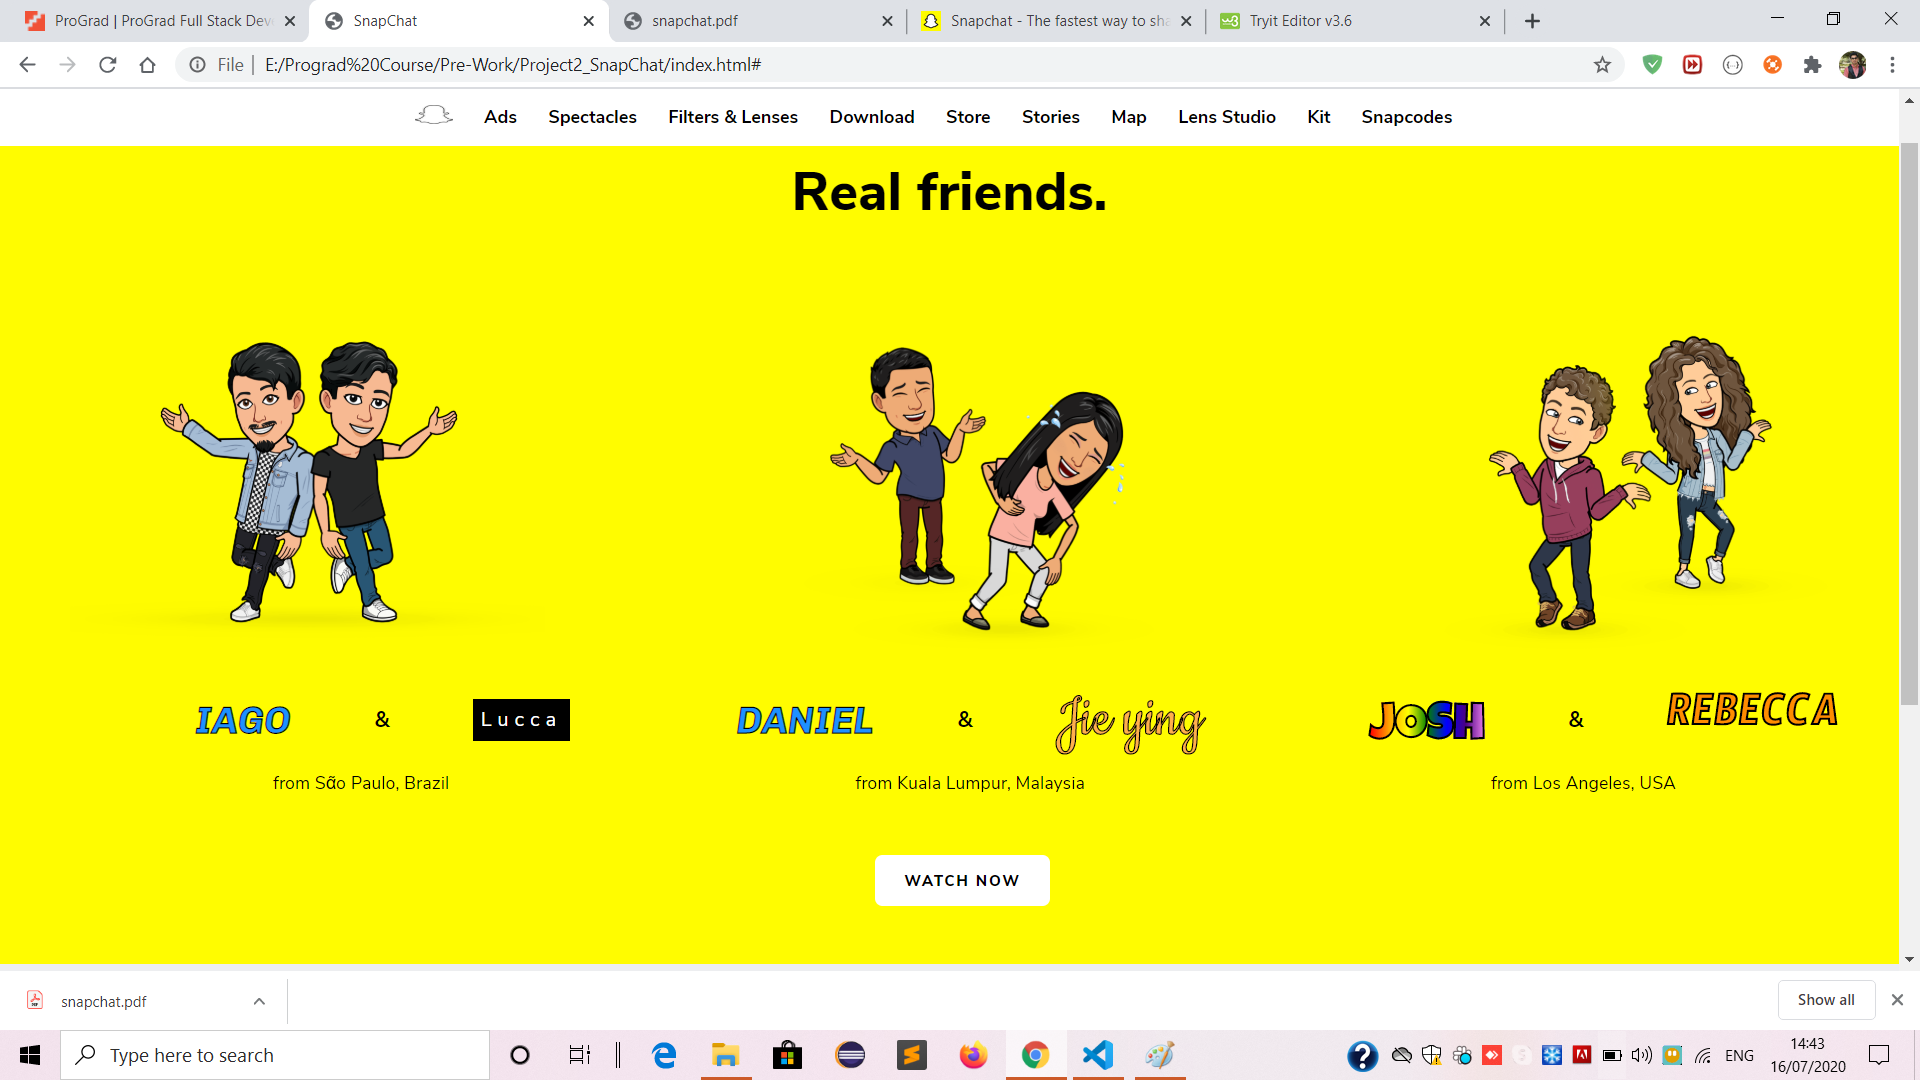 ProGrad | ProGrad Full Stack Deve
SnapChat
snapchat.pdf
Snapchat - The fastest way to sha
Tryit Editor v3.6
File
E:/Prograd%20Course/Pre-Work/Project2_SnapChat/index.html#
Ads Spectacles Filters & Lenses Download Store Stories Map Lens Studio Kit Snapcodes
Real friends.
IAGO & Lucca
DANIEL & Jie ying
JOSH & REBECCA
from São Paulo, Brazil
from Kuala Lumpur, Malaysia
from Los Angeles, USA
WATCH NOW
snapchat.pdf
Show all
Type here to search
ENG
14:43
16/07/2020